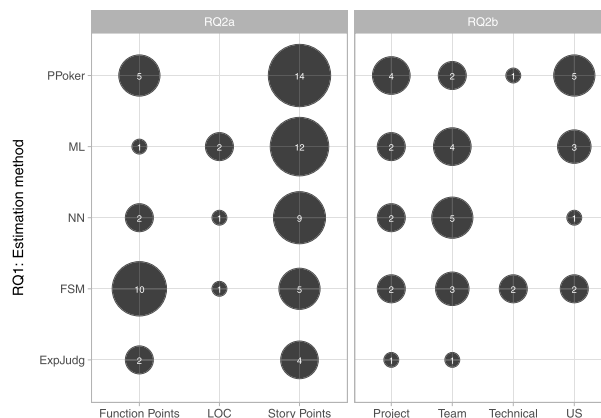 RQ2a RQ2b
PPoker 5 14 4 2 1 5
ML 1 2 12 2 4 3
NN 2 1 9 2 5 1
FSM 10 1 5 2 3 2 2
ExpJudg 2 4 1 1
Function Points LOC Story Points Project Team Technical US
RQ1: Estimation method